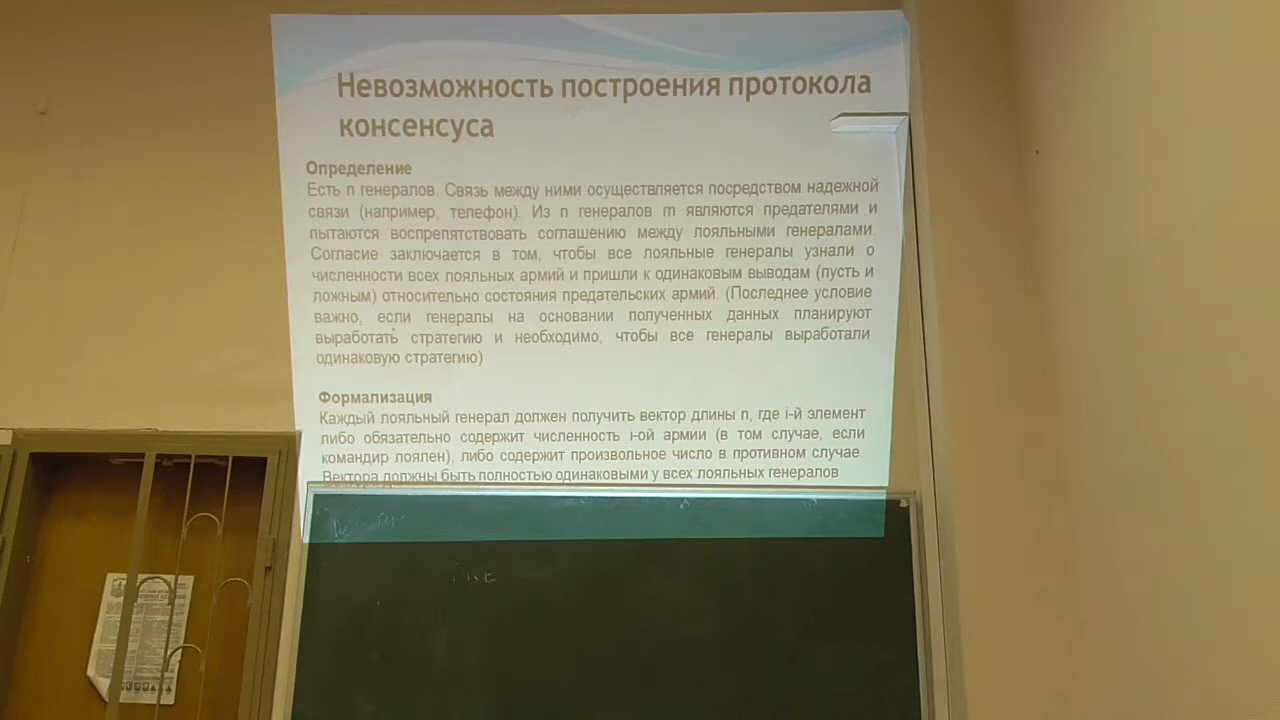 Невозможность построения протокола
консенсуса
Определение
Есть n генералов. Связь между ними осуществляется посредством надежной
связи (например, телефон). Из n генералов m являются предателями и
пытаются воспрепятствовать соглашению между лояльными генералами.
Согласие заключается в том, чтобы все лояльные генералы узнали о
численности всех лояльных армий и пришли к одинаковым выводам (пусть и
ложным) относительно состояния предательских армий. (Последнее условие
важно, если генералы на основании полученных данных планируют
выработать стратегию и необходимо, чтобы все генералы выработали
одинаковую стратегию)
Формализация
Каждый лояльный генерал должен получить вектор длины n, где i-й элемент
либо обязательно содержит численность i-ой армии (в том случае, если
командир лоялен), либо содержит произвольное число в противном случае.
Вектора должны быть полностью одинаковыми у всех лояльных генералов